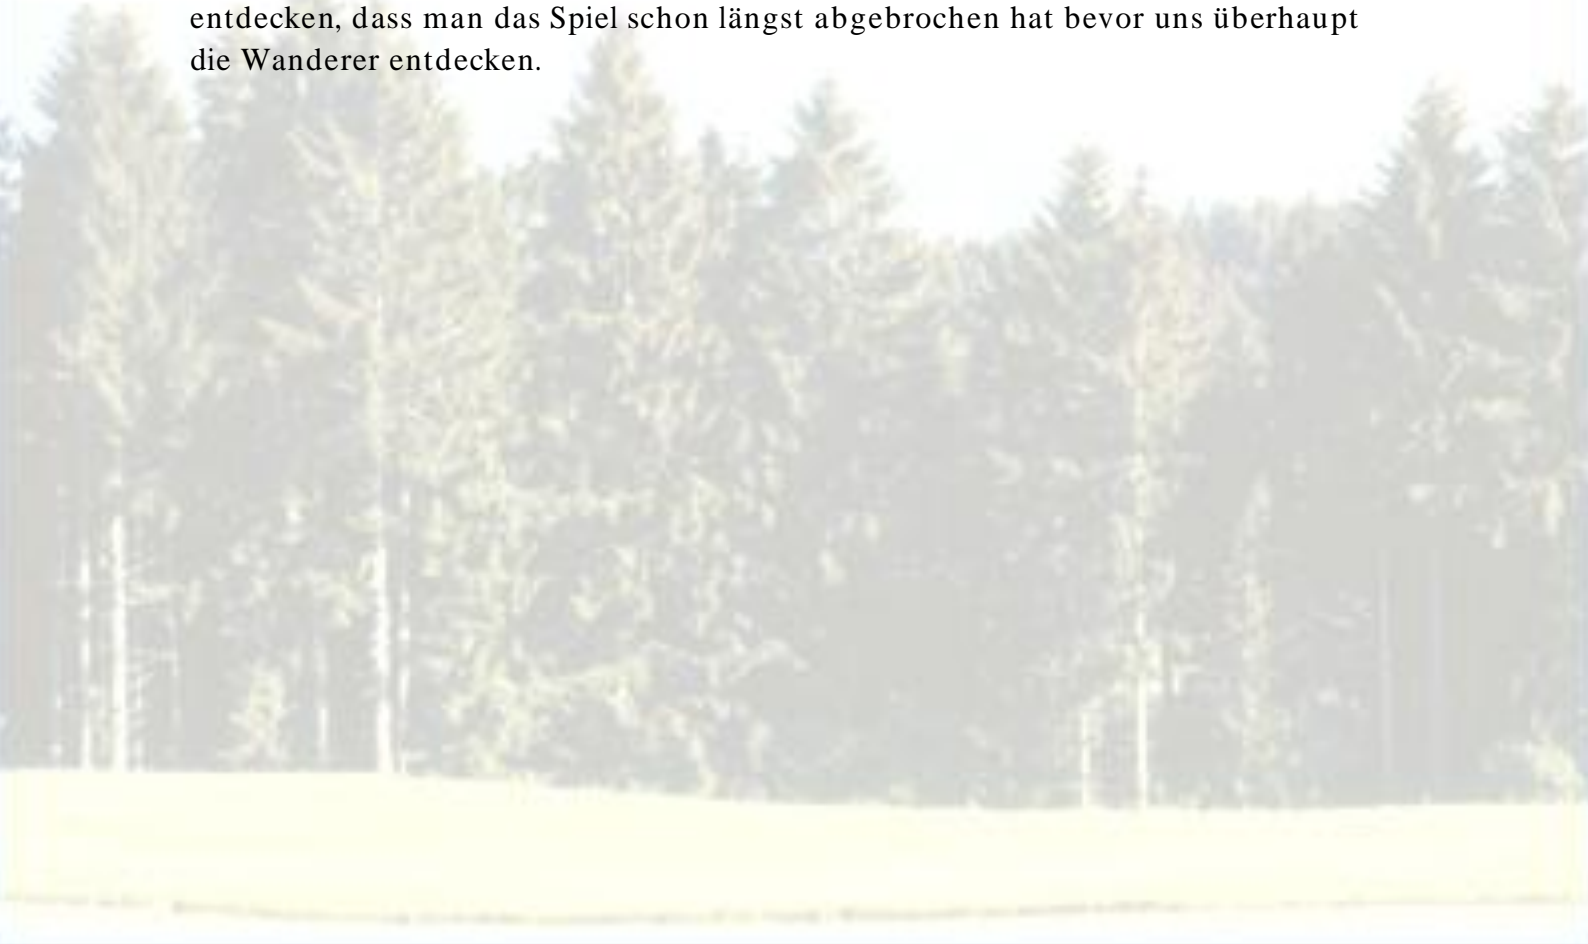 entdecken, dass man das Spiel schon längst abgebrochen hat bevor uns überhaupt
die Wanderer entdecken.